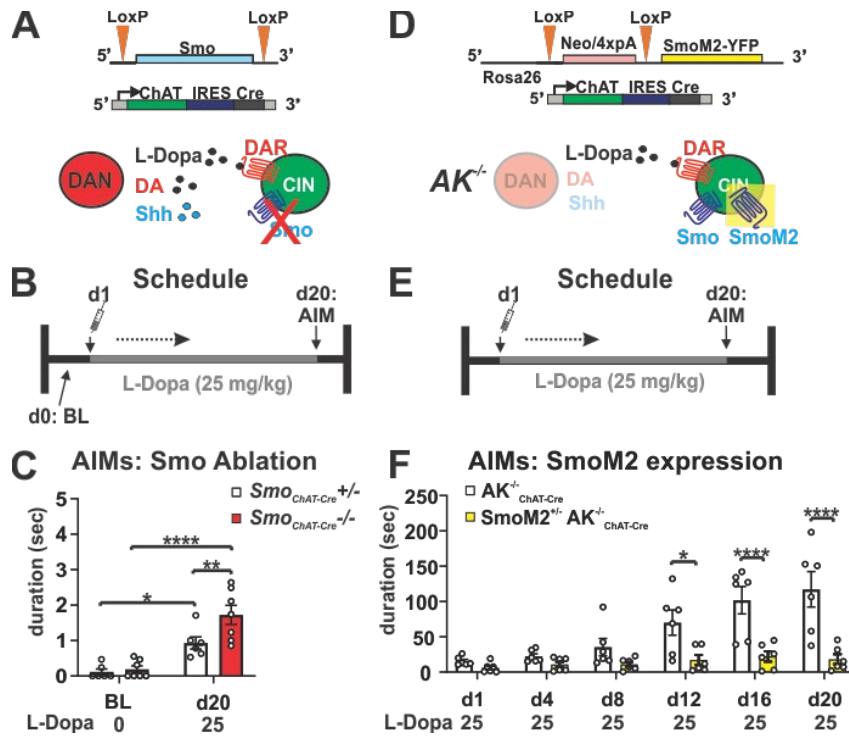 A
LoxP
LoxP
5’
Smo
3’
5’
ChAT
IRES
Cre
3’
L-Dopa
DAR
DAN
DA
CIN
Shh
Smo
B
Schedule
d1
d20:
AIM
L-Dopa (25 mg/kg)
d0: BL
C
AIMs: Smo Ablation
Smo ChAT-Cre +/-
Smo ChAT-Cre -/-
duration (sec)
5
4
3
2
1
0
****
**
*
BL
d20
L-Dopa
0
25
D
LoxP
LoxP
Neo/4xpA
SmoM2-YFP
5’
3’
Rosa26
5’
ChAT
IRES
Cre
3’
L-Dopa
DAR
AK-/-
DAN
DA
CIN
Shh
Smo
SmoM2
E
Schedule
d1
d20:
AIM
L-Dopa (25 mg/kg)
F
AIMs: SmoM2 expression
AK-/- ChAT-Cre
SmoM2+/- AK-/- ChAT-Cre
duration (sec)
250
200
150
100
50
0
*
****
****
d1
d4
d8
d12
d16
d20
L-Dopa
25
25
25
25
25
25